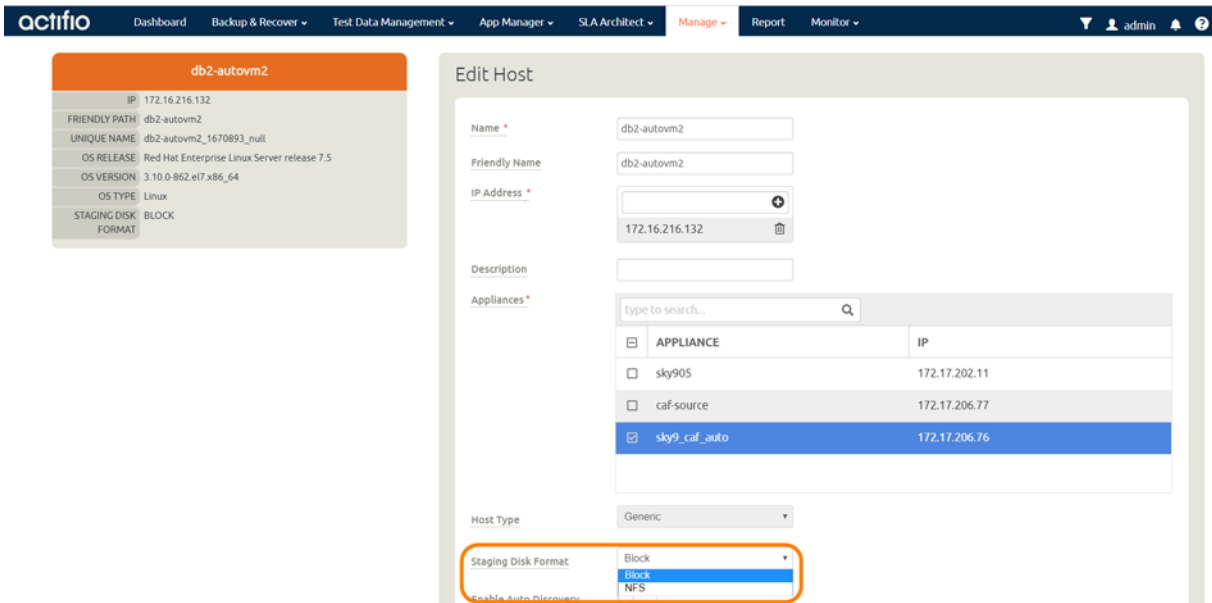 actifio Dashboard Backup & Recover Test Data Management App Manager SLA Architect Manage Report Monitor admin
db2-autovm2
IP 172.16.216.132
FRIENDLY PATH db2-autovm2
UNIQUE NAME db2-autovm2_1670893_null
OS RELEASE Red Hat Enterprise Linux Server release 7.5
OS VERSION 3.10.0-862.el7.x86_64
OS TYPE Linux
STAGING DISK FORMAT BLOCK
Edit Host
Name * db2-autovm2
Friendly Name db2-autovm2
IP Address *
172.16.216.132
Description
Appliances *
type to search...
APPLIANCE IP
sky905 172.17.202.11
caf-source 172.17.206.77
sky9_caf_auto 172.17.206.76
Host Type Generic
Staging Disk Format Block
Block
NFS
Enable Auto Discovery